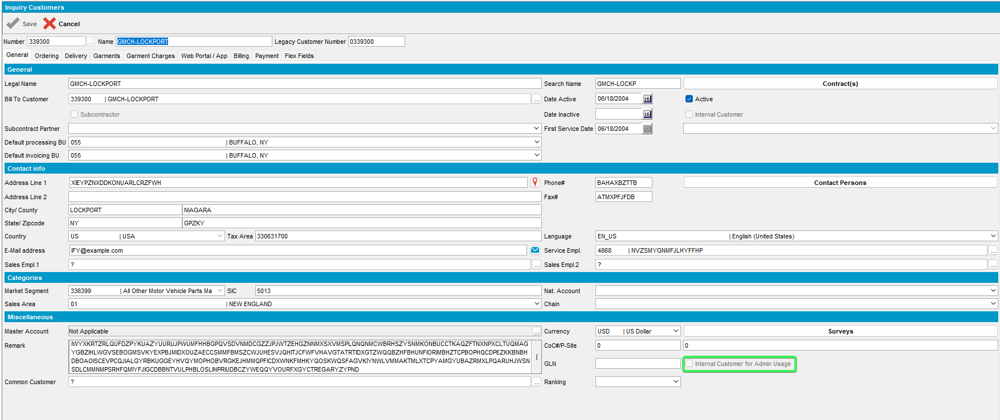 Inquiry Customers
Save Cancel
Number 339300 ... Name GMCH-LOCKPORT Legacy Customer Number 0339300
General Ordering Delivery Garments Garment Charges Web Portal / App Billing Payment Flex Fields
General
Legal Name GMCH-LOCKPORT Search Name GMCH-LOCKP Contract(s)
Bill To Customer 339300 | GMCH-LOCKPORT ... Date Active 06/18/2004 16 Active
Subcontractor Date Inactive 16 Internal Customer
Subcontract Partner First Service Date 06/18/2004 16
Default processing BU 055 | BUFFALO, NY
Default invoicing BU 055 | BUFFALO, NY
Contact info
Address Line 1 XIEYPZNXDDKONUARLCRZFWH Phone# BAHAXBZTTB Contact Persons
Address Line 2 Fax# ATMXPFJFDB
City/ County LOCKPORT NIAGARA
State/ Zipcode NY GPZKY
Country US | USA Tax Area 330631700 Language EN_US | English (United States)
E-Mail address IFY@example.com Service Empl. 4868 | NVZSMYGNMFJLHYFFHP ...
Sales Empl.1 ? ... Sales Empl.2 ? ...
Categories
Market Segment 336399 | All Other Motor Vehicle Parts Ma SIC 5013 Nat. Account
Sales Area 01 | NEW ENGLAND Chain
Miscellaneous
Master Account Not Applicable ... Currency USD | US Dollar Surveys
Remark IWYXKRTZRLQUFDZPYKUAZYUURIJJPWUMFHHBGPQVSDVNMDCGZZJPJWTZEHGZNNMXSXVMSPLQNQNMCWBRHSZYSNMKONBUCCTKAQZFTNXNPXCLTUQMAG CoC#/P-Site 0 0
YGBZIHLWGVSEBOGMSVKYEXPBJMIDXOUZAECCSMMFBMSZCWJUHESVJQHITJCFWFVHAVGTATRTIDXGTZWQQBZHFBHUNFIORIMBHZTCPBOPHQCDPEZKKBNBH
DBOAOISCEVPCQJIALGYRBKUGGEYHVQYMOPHOBVRGKEJHMMQPFICDXWNKFMHKYQOSKWQSFAGVKIYNWLVMMAKTMLXTCPYAMGYUBAZRMXLPQARUHJWSN GLN Internal Customer for Admin Usage
SDLCMMNMPSRHFQMIYFJIGCDBBNTVULPHBLOSLINPRIUDBCZYWEQQYVOURFXGYCTREGARYZYPND
Common Customer ? ... Ranking